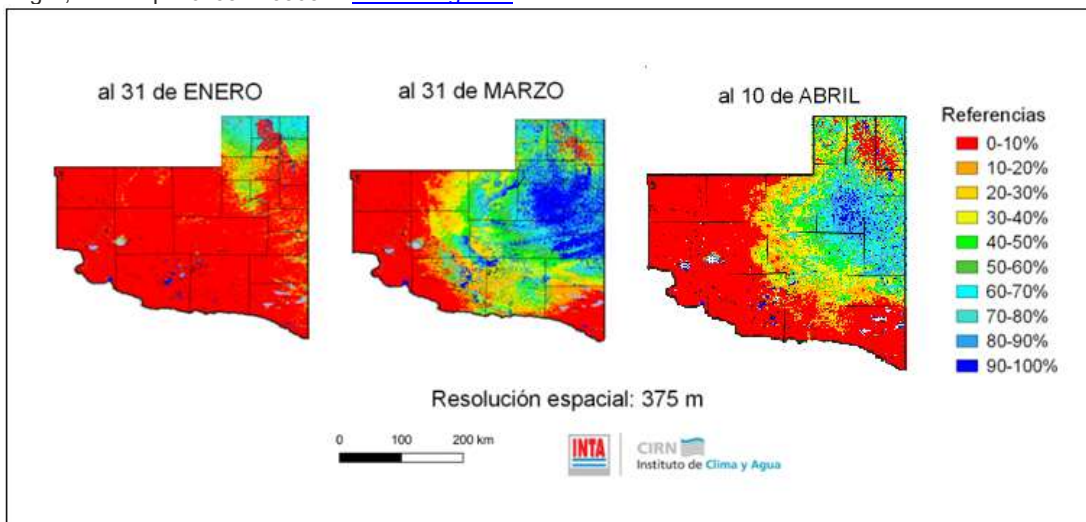 al 31 de ENERO
al 31 de MARZO
al 10 de ABRIL
Referencias
0-10%
10-20%
20-30%
30-40%
40-50%
50-60%
60-70%
70-80%
80-90%
90-100%
Resolución espacial: 375 m
0 100 200 km
INTA
CIRN
Instituto de Clima y Agua